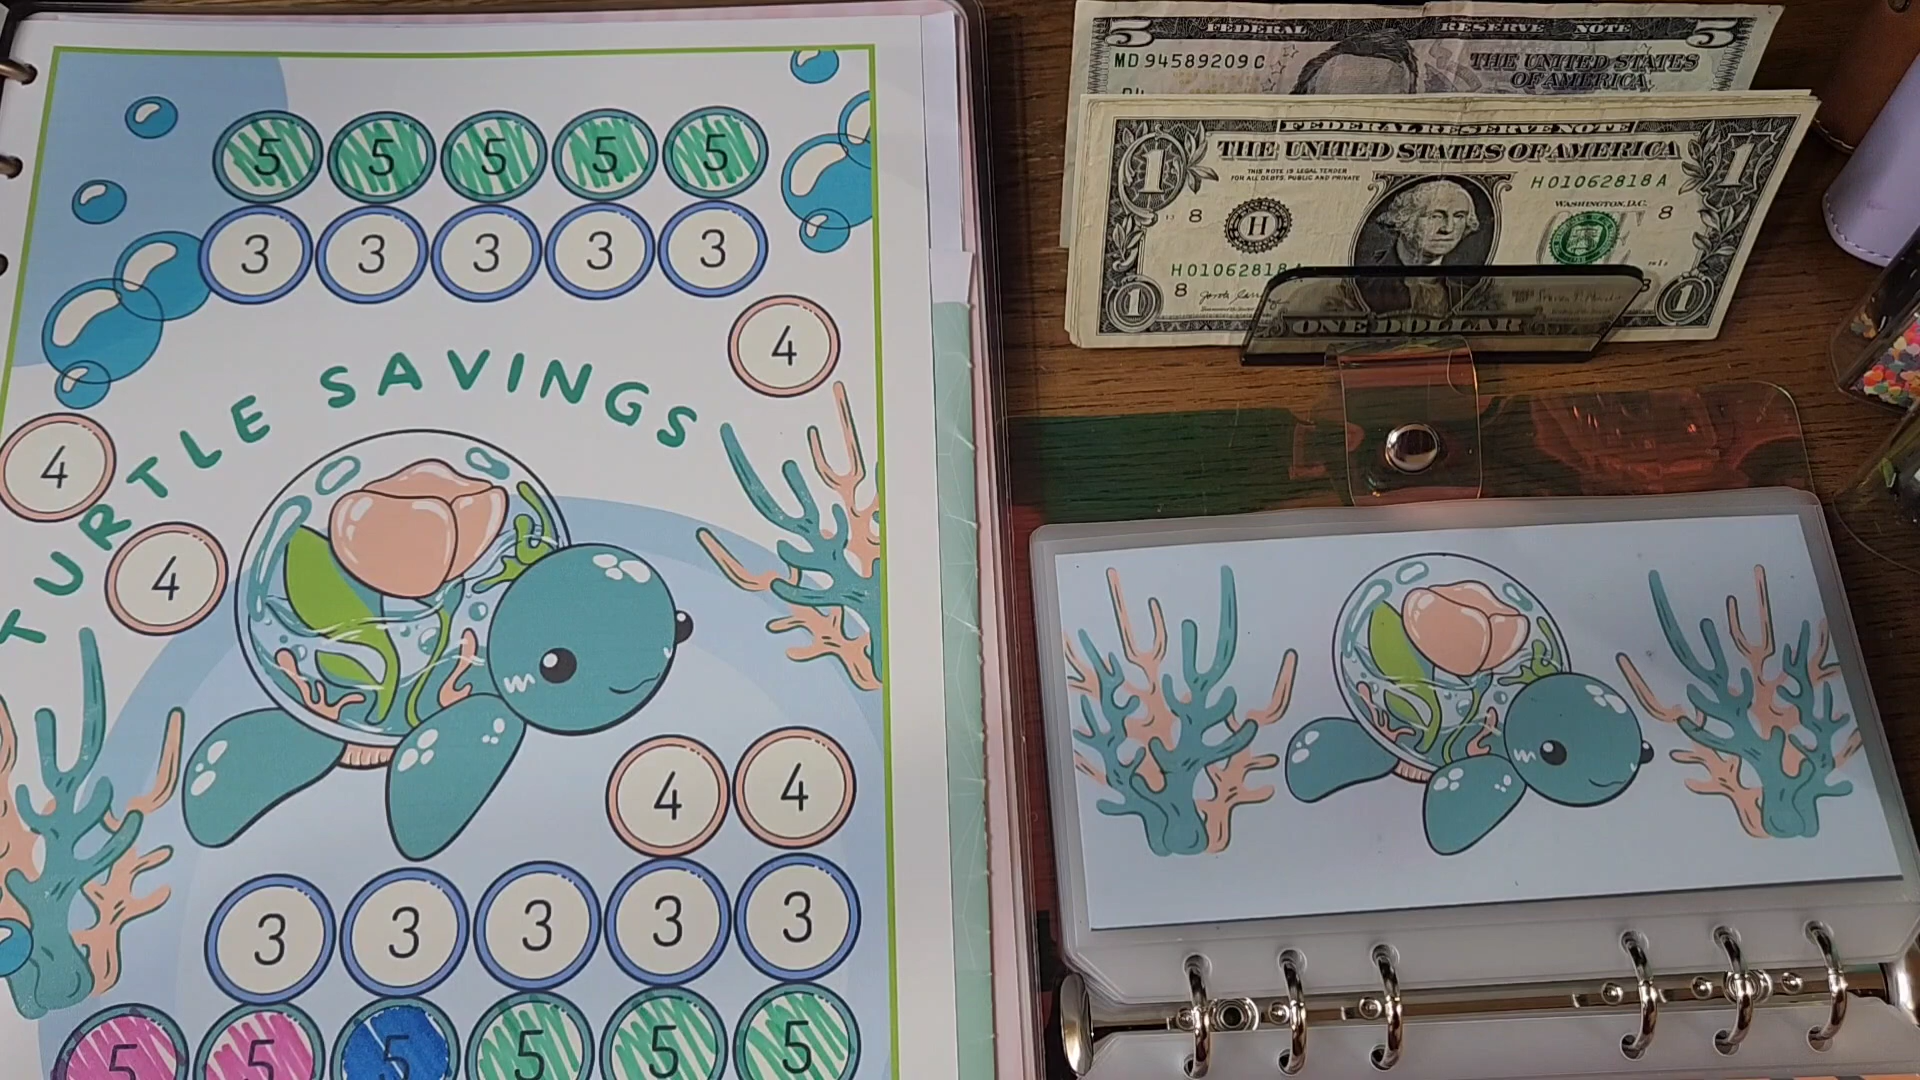 5 5 5 5 5
3 3 3 3 3
4
TURTLE SAVINGS
4
4
4 4
3 3 3 3 3
5 5 5 5 5 5
5 FEDERAL RESERVE NOTE 5
MD 94589209 C
THE UNITED STATES
OF AMERICA
FEDERAL RESERVE NOTE
1 THE UNITED STATES OF AMERICA 1
THIS NOTE IS LEGAL TENDER
FOR ALL DEBTS, PUBLIC AND PRIVATE
H 01062818 A
WASHINGTON, D.C.
8 H 8
H 01062818 A
8 8
1 ONE DOLLAR 1